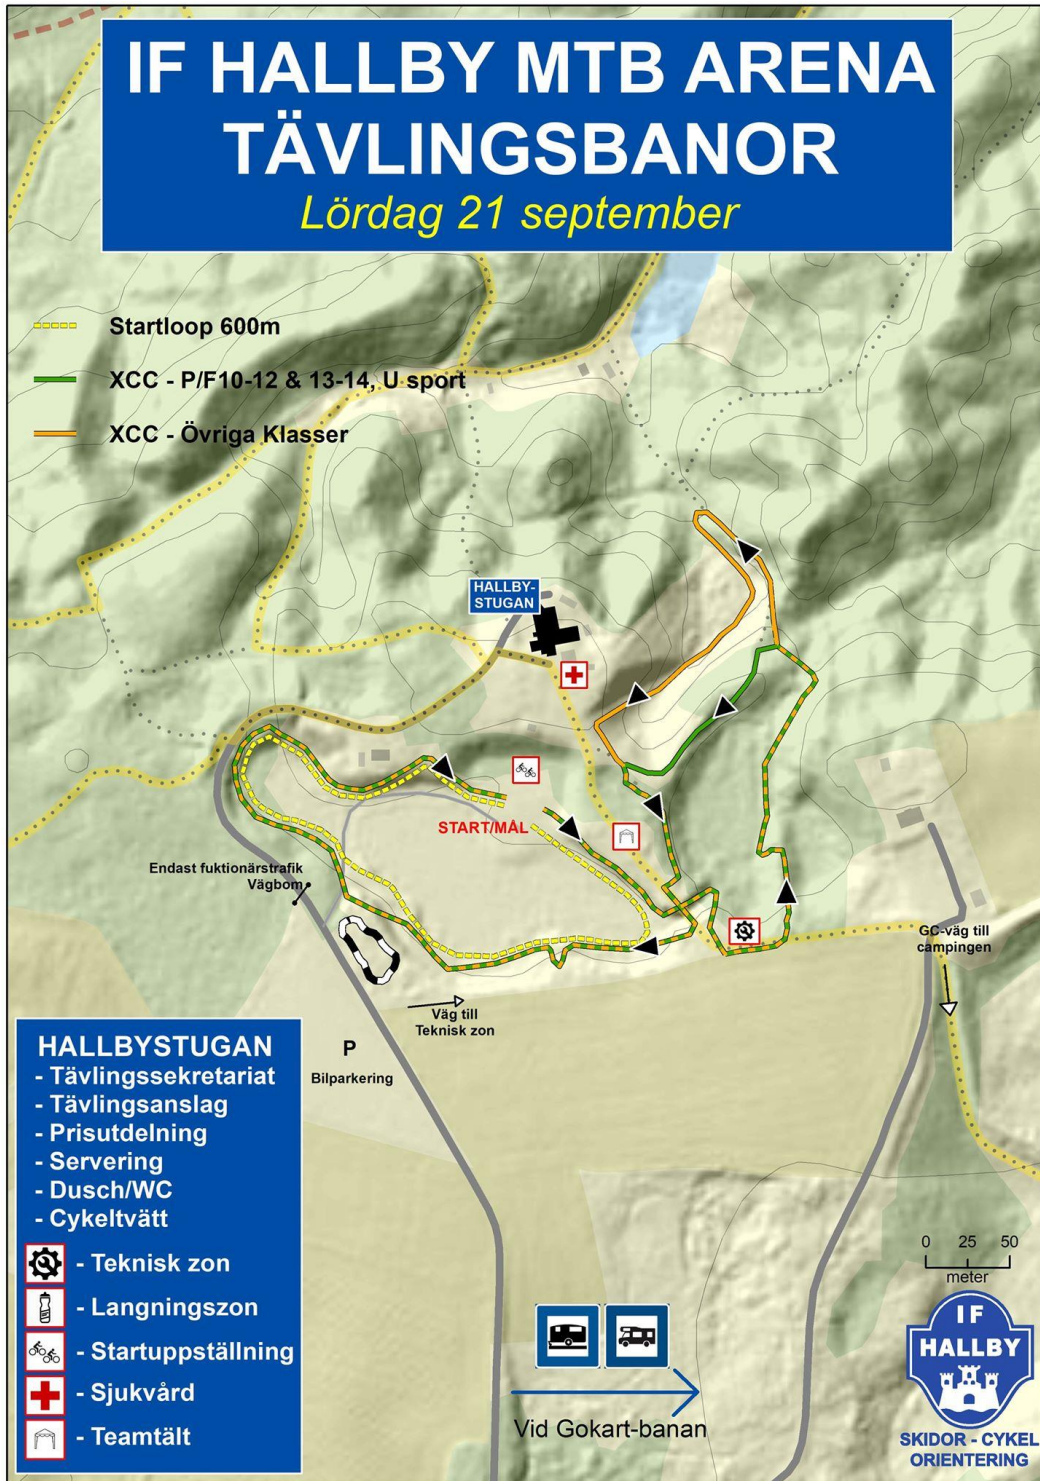 IF HALLBY MTB ARENA
TÄVLINGSBANOR
Lördag 21 september
Startloop 600m
XCC - P/F10-12 & 13-14, U sport
XCC - Övriga Klasser
HALLBY-
STUGAN
START/MÅL
Endast fuktionärstrafik
Vägbom
GC-väg till
campingen
Väg till
Teknisk zon
P
Bilparkering
HALLBYSTUGAN
- Tävlingssekretariat
- Tävlingsanslag
- Prisutdelning
- Servering
- Dusch/WC
- Cykeltvätt
- Teknisk zon
- Langningszon
- Startuppställning
- Sjukvård
- Teamtält
0 25 50
meter
Vid Gokart-banan
IF
HALLBY
SKIDOR - CYKEL
ORIENTERING